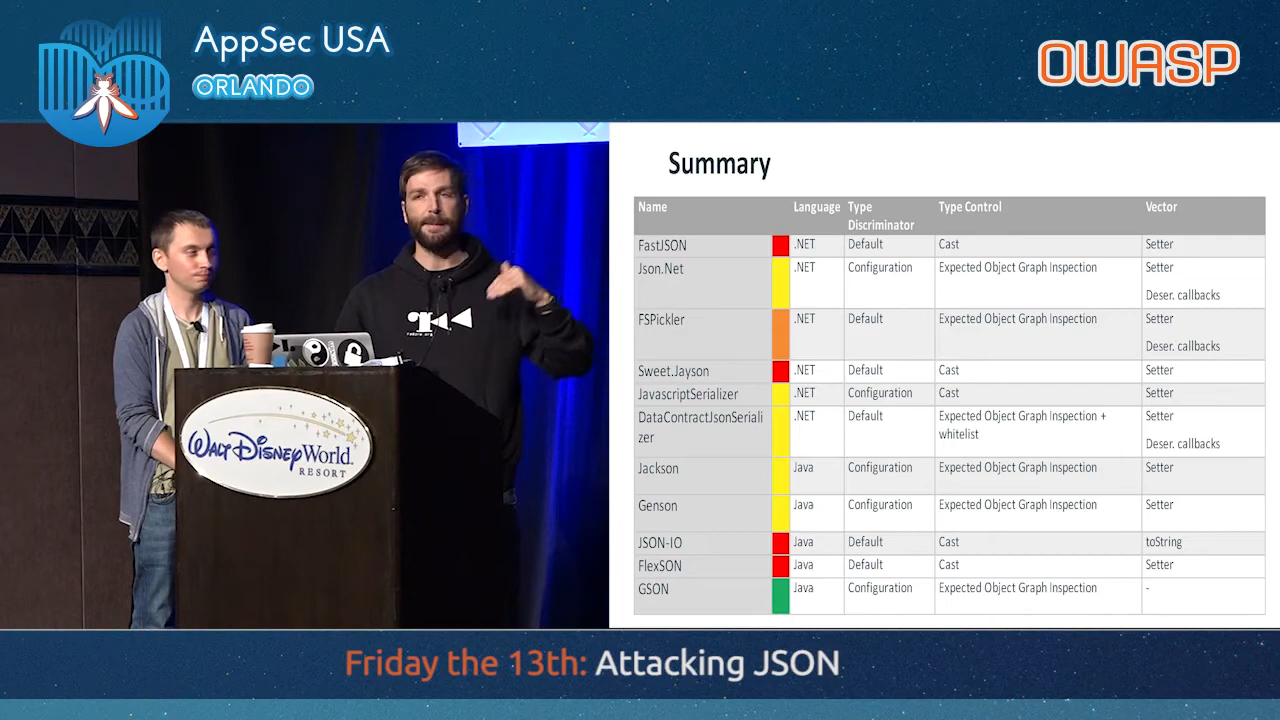 AppSec USA
ORLANDO
OWASP
Summary
Name Language Type Discriminator Type Control Vector
FastJSON .NET Default Cast Setter
Json.Net .NET Configuration Expected Object Graph Inspection Setter
Deser. callbacks
FSPickler .NET Default Expected Object Graph Inspection Setter
Deser. callbacks
Sweet.Jayson .NET Default Cast Setter
JavascriptSerializer .NET Configuration Cast Setter
DataContractJsonSeriali .NET Default Expected Object Graph Inspection + Setter
zer whitelist Deser. callbacks
Jackson Java Configuration Expected Object Graph Inspection Setter
Genson Java Configuration Expected Object Graph Inspection Setter
JSON-IO Java Default Cast toString
FlexSON Java Default Cast Setter
GSON Java Configuration Expected Object Graph Inspection -
WALT DISNEY World.
RESORT
Friday the 13th: Attacking JSON